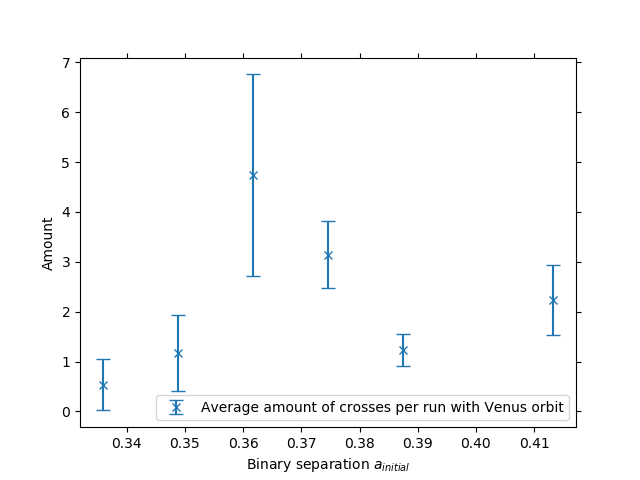 7
6
5
4
3
2
1
0
Amount
Average amount of crosses per run with Venus orbit
0.34 0.35 0.36 0.37 0.38 0.39 0.40 0.41
Binary separation a_initial